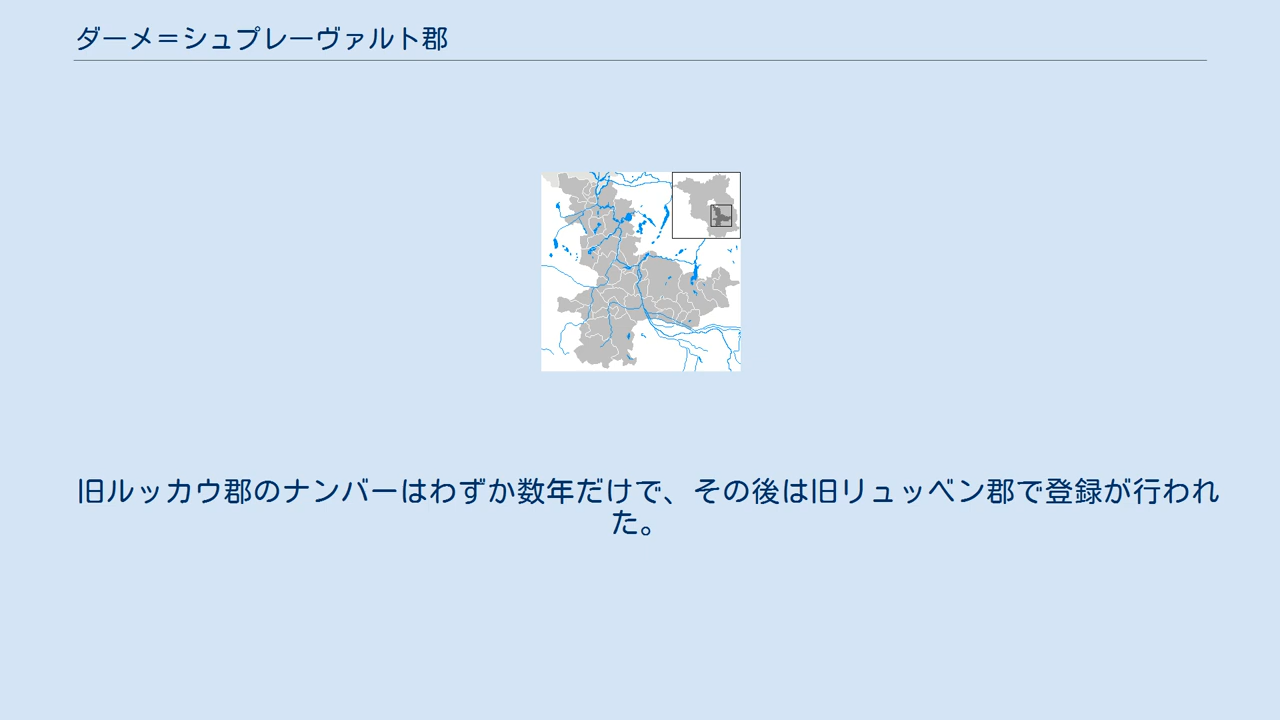 ダーメ＝シュプレーヴァルト郡
旧ルッカウ郡のナンバーはわずか数年だけで、その後は旧リュッベン郡で登録が行われ
た。